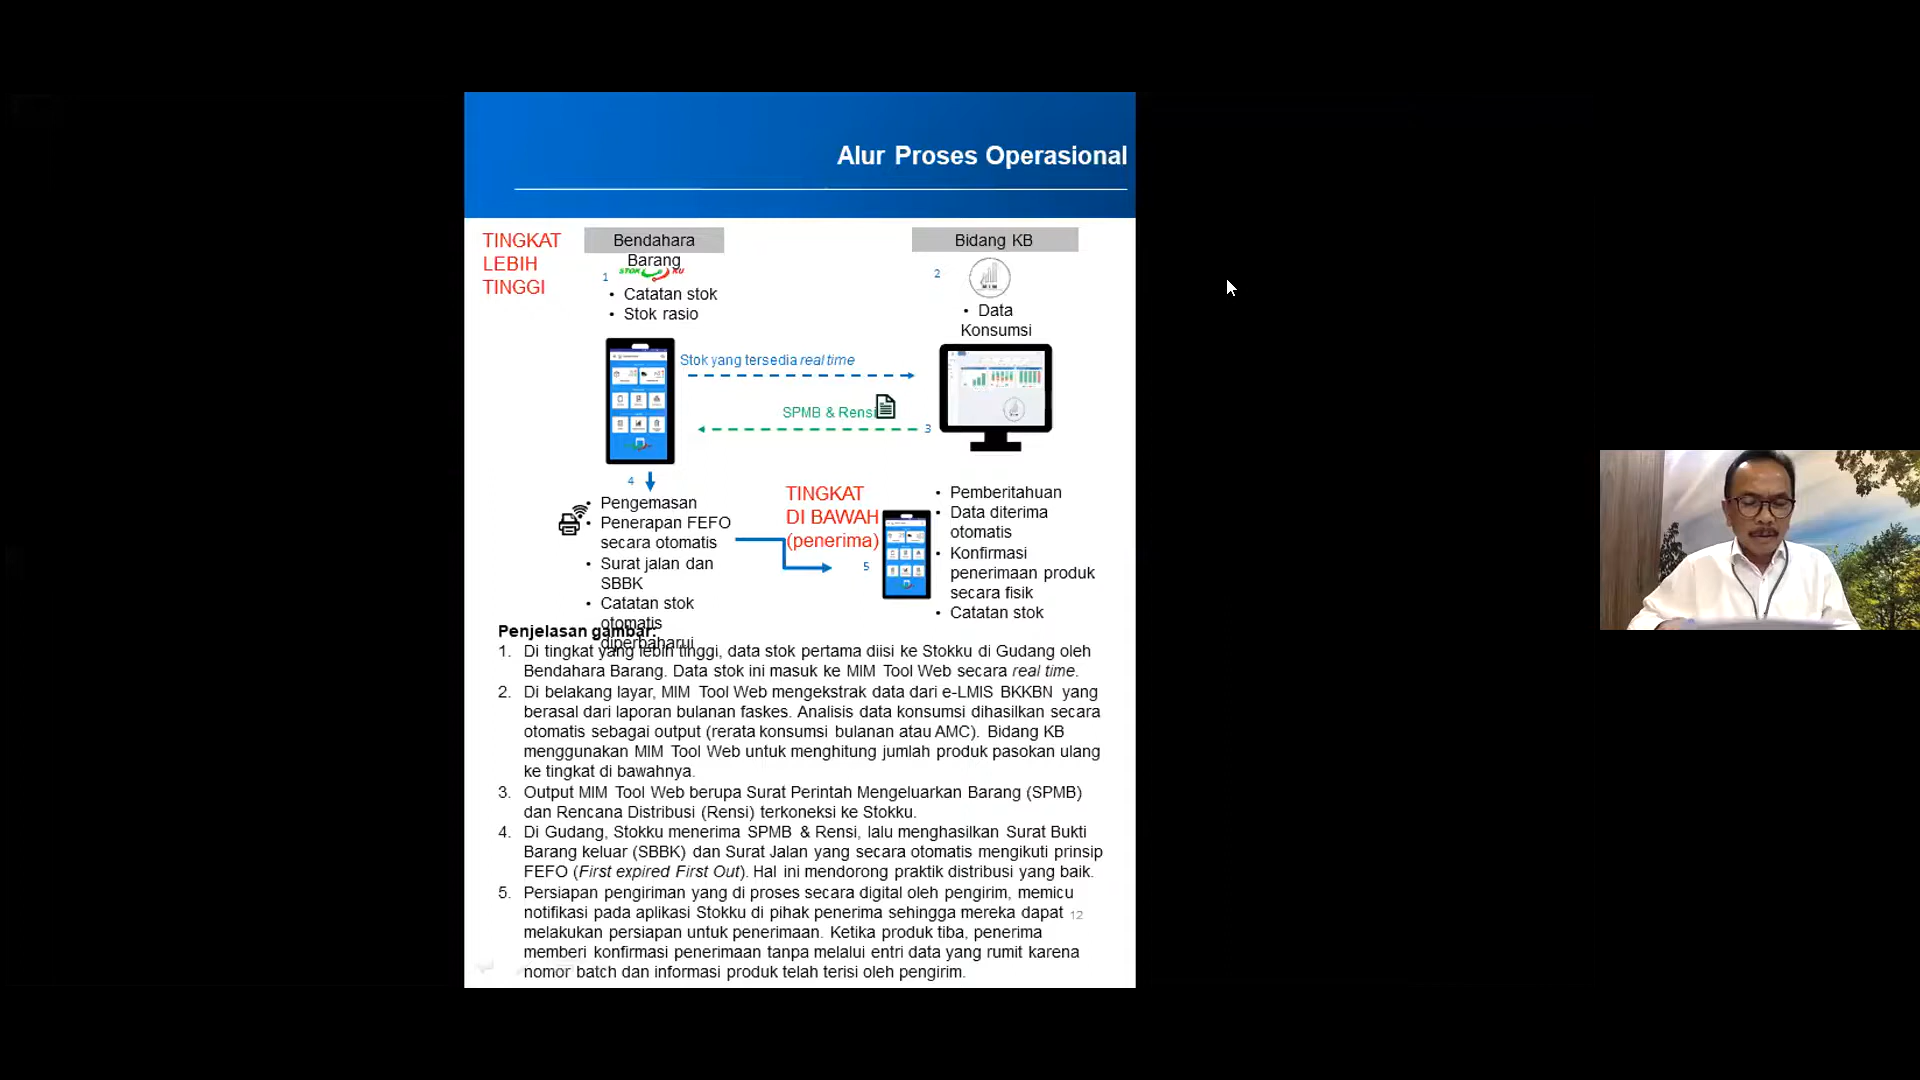 Alur Proses Operasional
TINGKAT
LEBIH
TINGGI
Bendahara
Barang
1
STOK KU
• Catatan stok
• Stok rasio
Bidang KB
2
• Data
Konsumsi
Stok yang tersedia real time
SPMB & Rensi
3
4
• Pengemasan
• Penerapan FEFO
secara otomatis
• Surat jalan dan
SBBK
• Catatan stok
otomatis
diperbaharui
TINGKAT
DI BAWAH
(penerima)
5
• Pemberitahuan
• Data diterima
otomatis
• Konfirmasi
penerimaan produk
secara fisik
• Catatan stok
Penjelasan gambar:
1. Di tingkat yang lebih tinggi, data stok pertama diisi ke Stokku di Gudang oleh
Bendahara Barang. Data stok ini masuk ke MIM Tool Web secara real time.
2. Di belakang layar, MIM Tool Web mengekstrak data dari e-LMIS BKKBN yang
berasal dari laporan bulanan faskes. Analisis data konsumsi dihasilkan secara
otomatis sebagai output (rerata konsumsi bulanan atau AMC). Bidang KB
menggunakan MIM Tool Web untuk menghitung jumlah produk pasokan ulang
ke tingkat di bawahnya.
3. Output MIM Tool Web berupa Surat Perintah Mengeluarkan Barang (SPMB)
dan Rencana Distribusi (Rensi) terkoneksi ke Stokku.
4. Di Gudang, Stokku menerima SPMB & Rensi, lalu menghasilkan Surat Bukti
Barang keluar (SBBK) dan Surat Jalan yang secara otomatis mengikuti prinsip
FEFO (First expired First Out). Hal ini mendorong praktik distribusi yang baik.
5. Persiapan pengiriman yang di proses secara digital oleh pengirim, memicu
notifikasi pada aplikasi Stokku di pihak penerima sehingga mereka dapat
melakukan persiapan untuk penerimaan. Ketika produk tiba, penerima
memberi konfirmasi penerimaan tanpa melalui entri data yang rumit karena
nomor batch dan informasi produk telah terisi oleh pengirim.
12